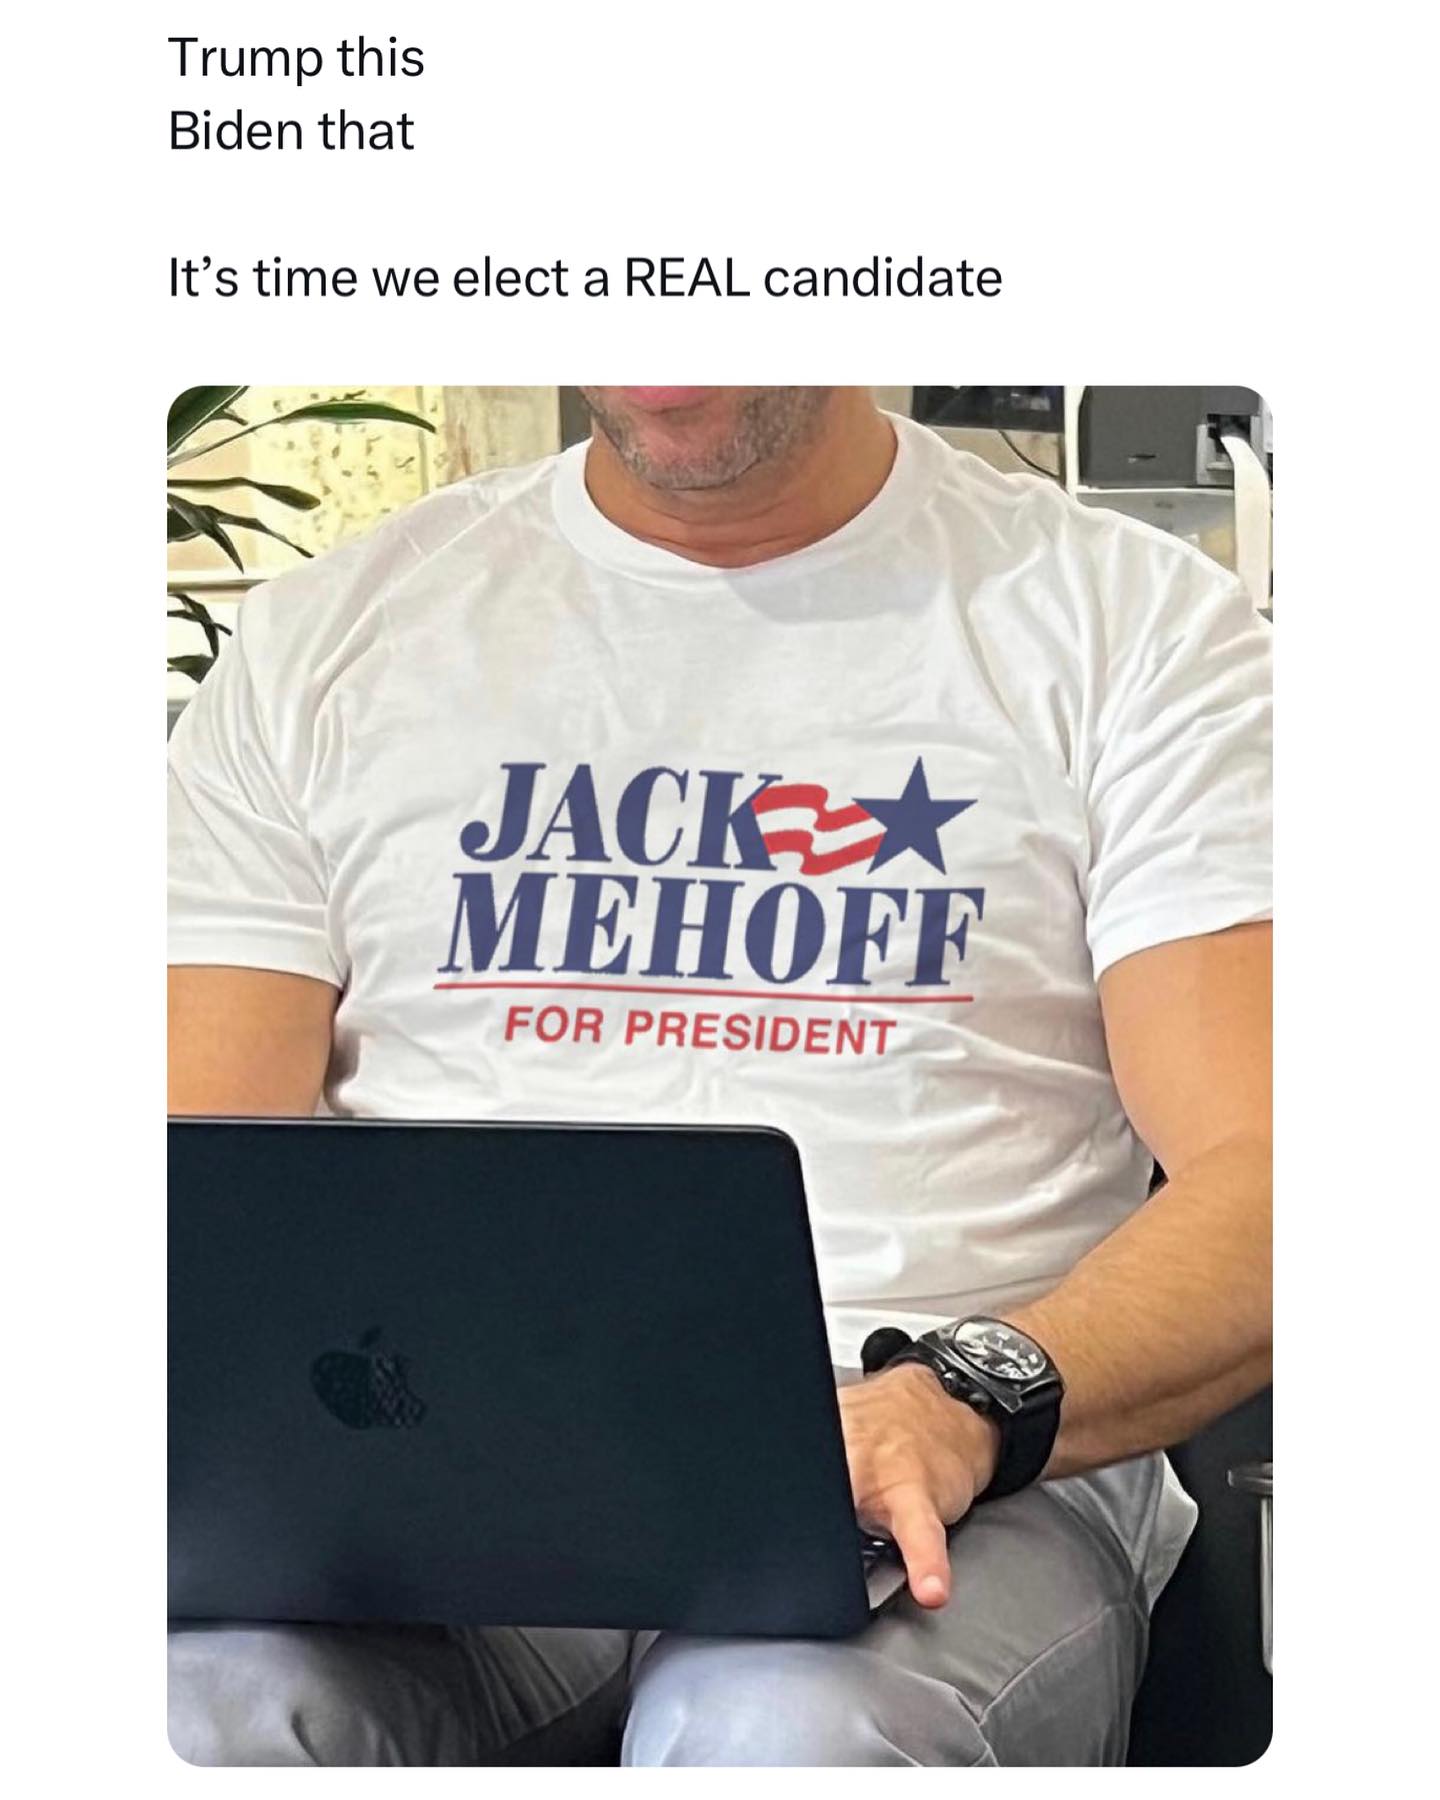 Trump this
Biden that
It’s time we elect a REAL candidate
JACK
MEHOFF
FOR PRESIDENT